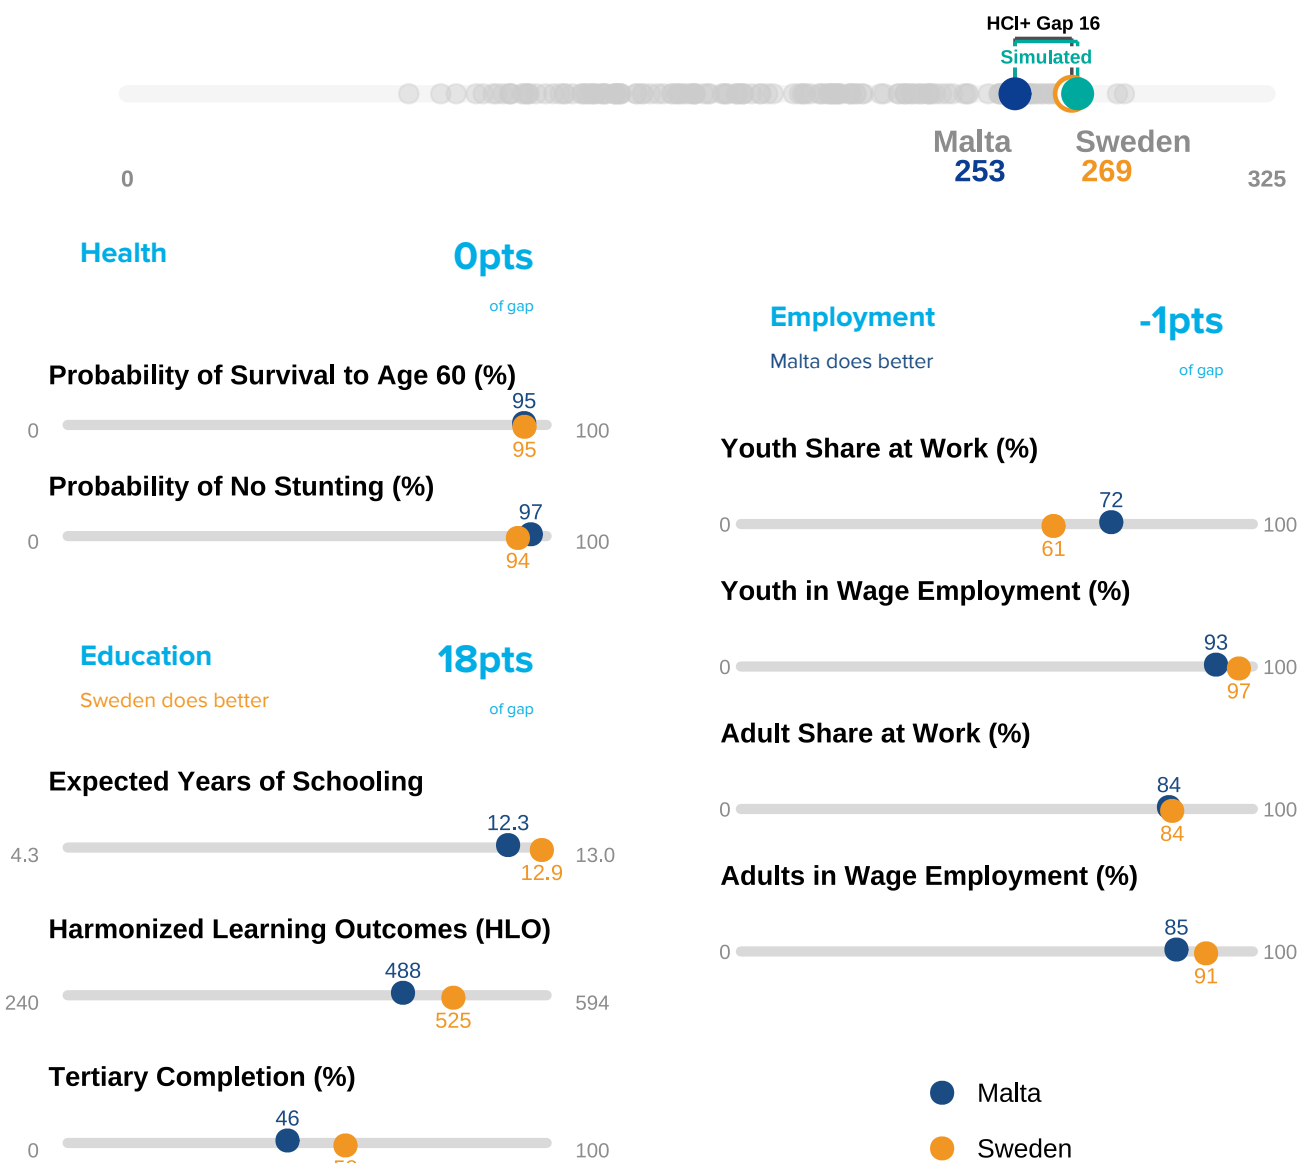 HCI+ Gap 16
Simulated
Malta Sweden
253 269
0 325
Health 0pts
of gap
Probability of Survival to Age 60 (%)
95
0 100
95
Probability of No Stunting (%)
97
0 100
94
Education 18pts
Sweden does better of gap
Expected Years of Schooling
12.3
4.3 13.0
12.9
Harmonized Learning Outcomes (HLO)
488
240 594
525
Tertiary Completion (%)
46
0 100
Employment -1pts
Malta does better of gap
Youth Share at Work (%)
72
0 100
61
Youth in Wage Employment (%)
93
0 100
97
Adult Share at Work (%)
84
0 100
84
Adults in Wage Employment (%)
85
0 100
91
Malta
Sweden